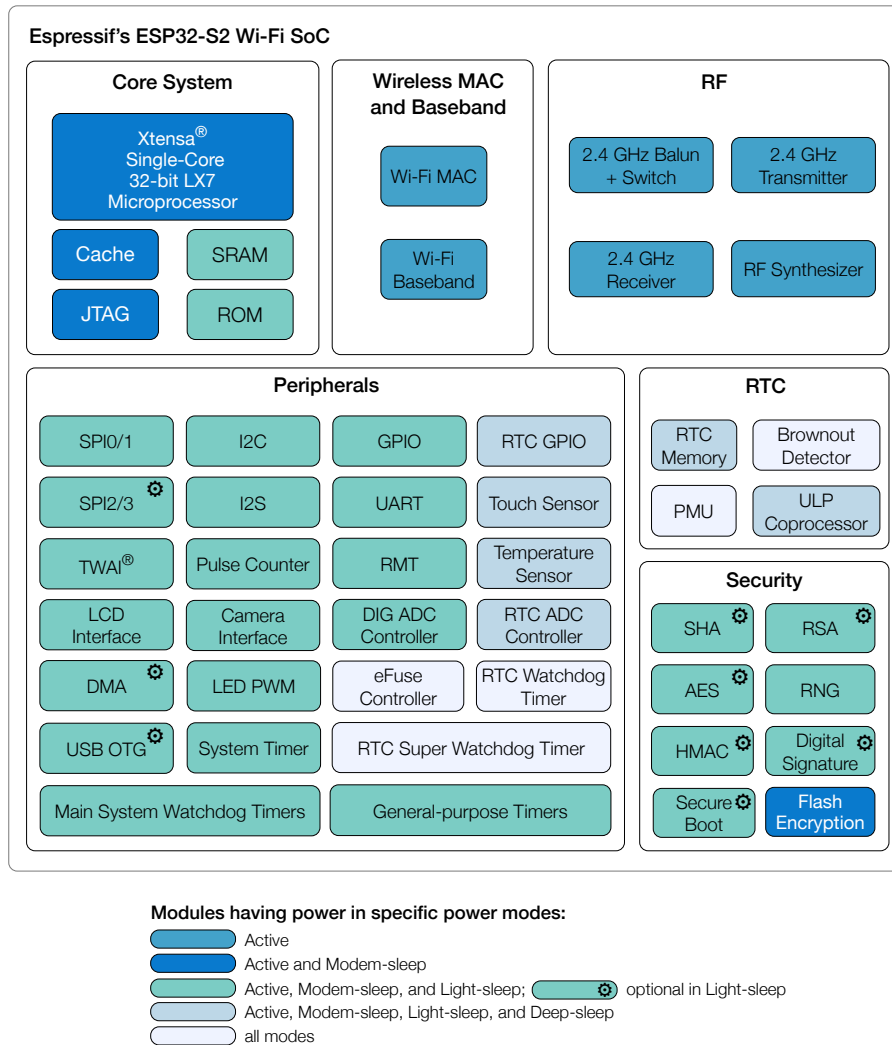 Espressif's ESP32-S2 Wi-Fi SoC
Core System
Xtensa®
Single-Core
32-bit LX7
Microprocessor
Cache
SRAM
JTAG
ROM
Wireless MAC
and Baseband
Wi-Fi MAC
Wi-Fi
Baseband
RF
2.4 GHz Balun
+ Switch
2.4 GHz
Transmitter
2.4 GHz
Receiver
RF Synthesizer
Peripherals
SPI0/1
I2C
GPIO
RTC GPIO
SPI2/3
I2S
UART
Touch Sensor
TWAI®
Pulse Counter
RMT
Temperature
Sensor
LCD
Interface
Camera
Interface
DIG ADC
Controller
RTC ADC
Controller
DMA
LED PWM
eFuse
Controller
RTC Watchdog
Timer
USB OTG
System Timer
RTC Super Watchdog Timer
Main System Watchdog Timers
General-purpose Timers
RTC
RTC
Memory
Brownout
Detector
PMU
ULP
Coprocessor
Security
SHA
RSA
AES
RNG
HMAC
Digital
Signature
Secure
Boot
Flash
Encryption
Modules having power in specific power modes:
Active
Active and Modem-sleep
Active, Modem-sleep, and Light-sleep; optional in Light-sleep
Active, Modem-sleep, Light-sleep, and Deep-sleep
all modes